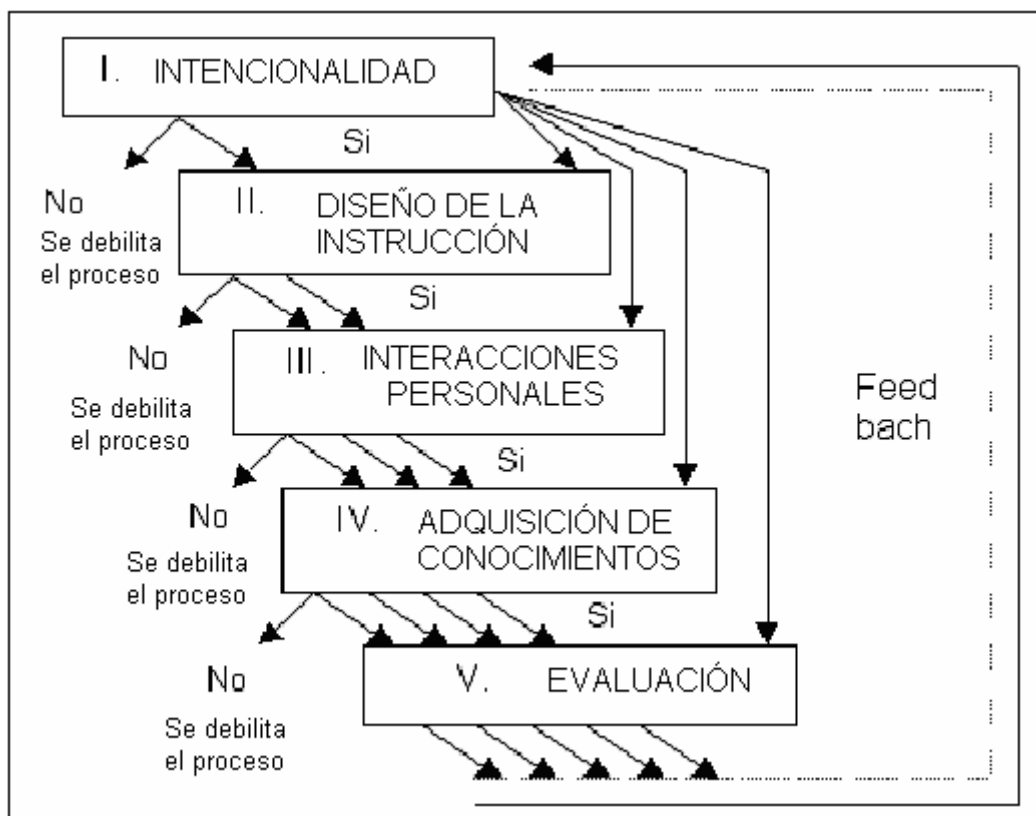 I. INTENCIONALIDAD
Si
No
Se debilita
el proceso
II. DISEÑO DE LA
INSTRUCCIÓN
Si
No
Se debilita
el proceso
III. INTERACCIONES
PERSONALES
Feed
bach
Si
No
Se debilita
el proceso
IV. ADQUISICIÓN DE
CONOCIMIENTOS
Si
No
Se debilita
el proceso
V. EVALUACIÓN